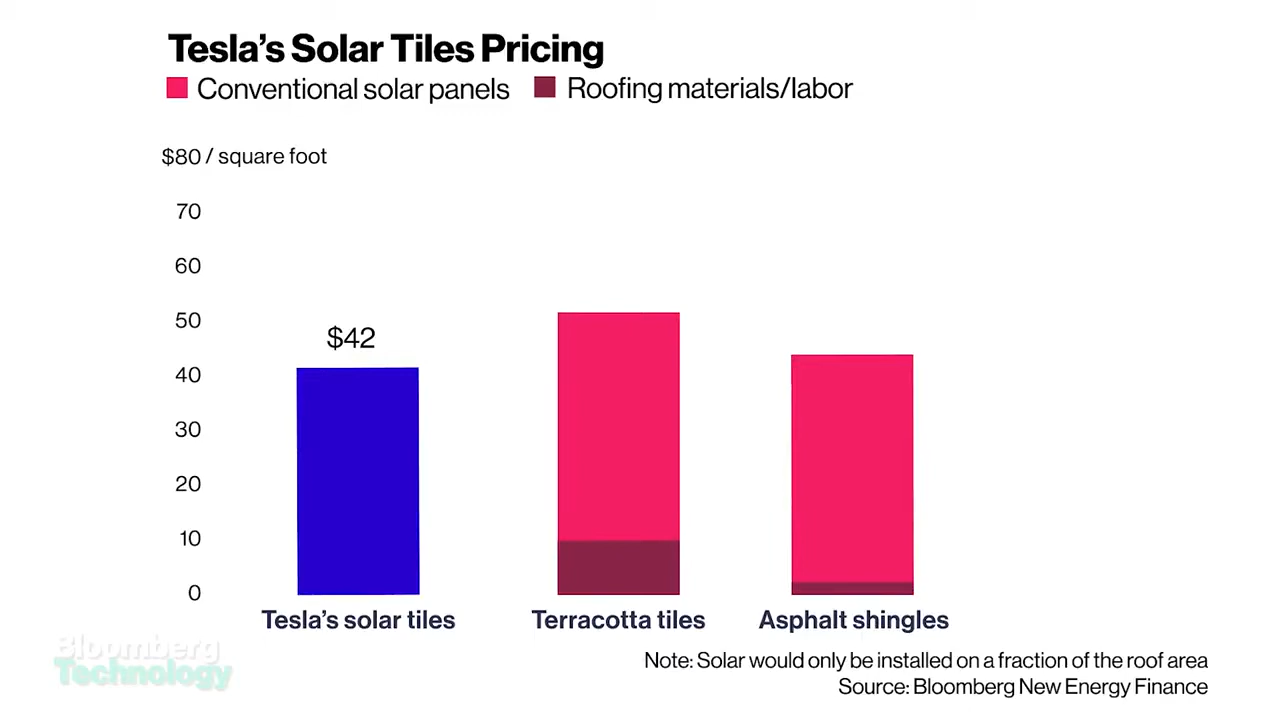 Tesla's Solar Tiles Pricing
Conventional solar panels Roofing materials/labor
$80 / square foot
70
60
50
$42
40
30
20
10
0
Tesla's solar tiles Terracotta tiles Asphalt shingles
Note: Solar would only be installed on a fraction of the roof area
Source: Bloomberg New Energy Finance
Bloomberg
Technology